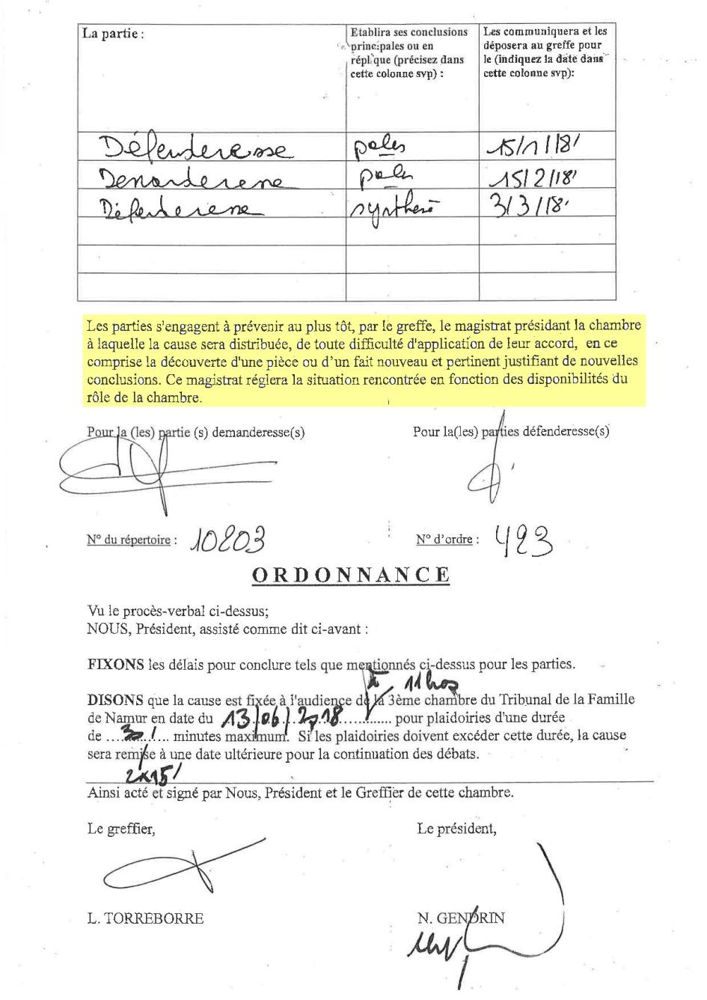 La partie :
Etablira ses conclusions
principales ou en
réplique (précisez dans
cette colonne svp) :
Les communiquera et les
déposera au greffe pour
le (indiquez la date dans
cette colonne svp):
Défenderesse pales 15/1/18
Demanderesse pales 15/2/18
Défenderesse synthèse 3/3/18
Les parties s'engagent à prévenir au plus tôt, par le greffe, le magistrat présidant la chambre
à laquelle la cause sera distribuée, de toute difficulté d'application de leur accord, en ce
comprise la découverte d'une pièce ou d'un fait nouveau et pertinent justifiant de nouvelles
conclusions. Ce magistrat réglera la situation rencontrée en fonction des disponibilités du
rôle de la chambre.
Pour la (les) partie (s) demanderesse(s) Pour la(les) parties défenderesse(s)
N° du répertoire : 10803 N° d'ordre : 423
ORDONNANCE
Vu le procès-verbal ci-dessus;
NOUS, Président, assisté comme dit ci-avant :
FIXONS les délais pour conclure tels que mentionnés ci-dessus pour les parties.
à 11h00
DISONS que la cause est fixée à l'audience de la 3ème chambre du Tribunal de la Famille
de Namur en date du 13/06/2018 ......... pour plaidoiries d'une durée
de ....30'.... minutes maximum. Si les plaidoiries doivent excéder cette durée, la cause
sera remise à une date ultérieure pour la continuation des débats.
2x15'
Ainsi acté et signé par Nous, Président et le Greffier de cette chambre.
Le greffier, Le président,
L. TORREBORRE N. GENDRIN